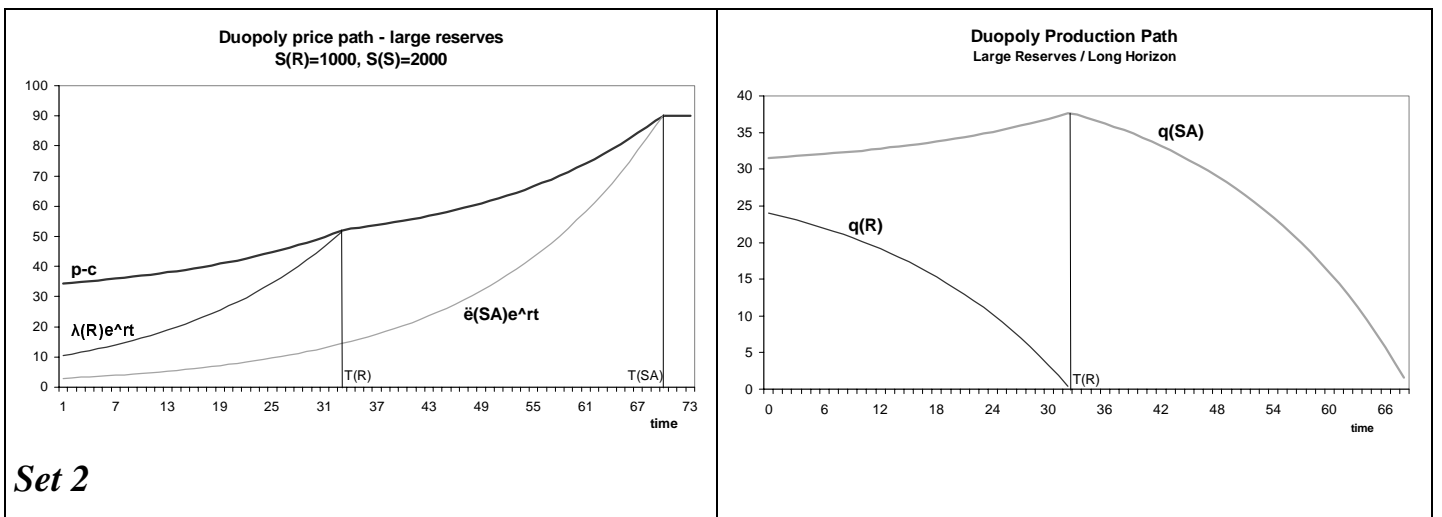 Duopoly price path - large reserves
S(R)=1000, S(S)=2000
100
90
80
70
60
50
40
30
20
10
0
p-c
λ(R)e^rt
ë(SA)e^rt
T(R)
T(SA)
1 7 13 19 25 31 37 43 49 55 61 67 73
time
Set 2
Duopoly Production Path
Large Reserves / Long Horizon
40
35
30
25
20
15
10
5
0
q(SA)
q(R)
T(R)
0 6 12 18 24 30 36 42 48 54 60 66
time